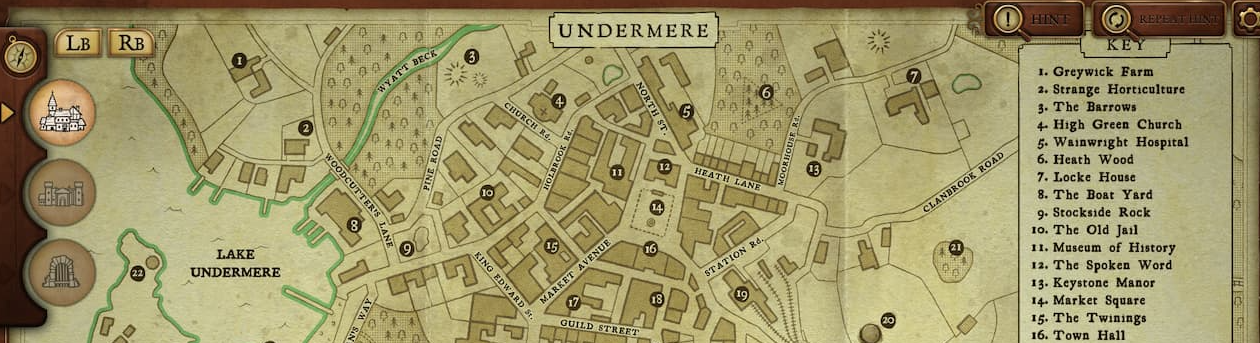 UNDERMERE
HINT
REPEAT HINT
LB RB
KEY
1. Greywick Farm
2. Strange Horticulture
3. The Barrows
4. High Green Church
5. Wainwright Hospital
6. Heath Wood
7. Locke House
8. The Boat Yard
9. Stockside Rock
10. The Old Jail
11. Museum of History
12. The Spoken Word
13. Keystone Manor
14. Market Square
15. The Twinings
16. Town Hall
WYATT BECK
CHURCH Rd.
NORTH ST.
HOLBROOK Rd.
PINE ROAD
WOODCUTTER'S LANE
HEATH LANE
MOORHOUSE Rd.
CLANBROOK ROAD
LAKE
UNDERMERE
KING EDWARD St.
MARKET AVENUE
STATION Rd.
GUILD STREET
N'S WAY
1
2
3
4
5
6
7
8
9
10
11
12
13
14
15
16
17
18
19
20
21
22